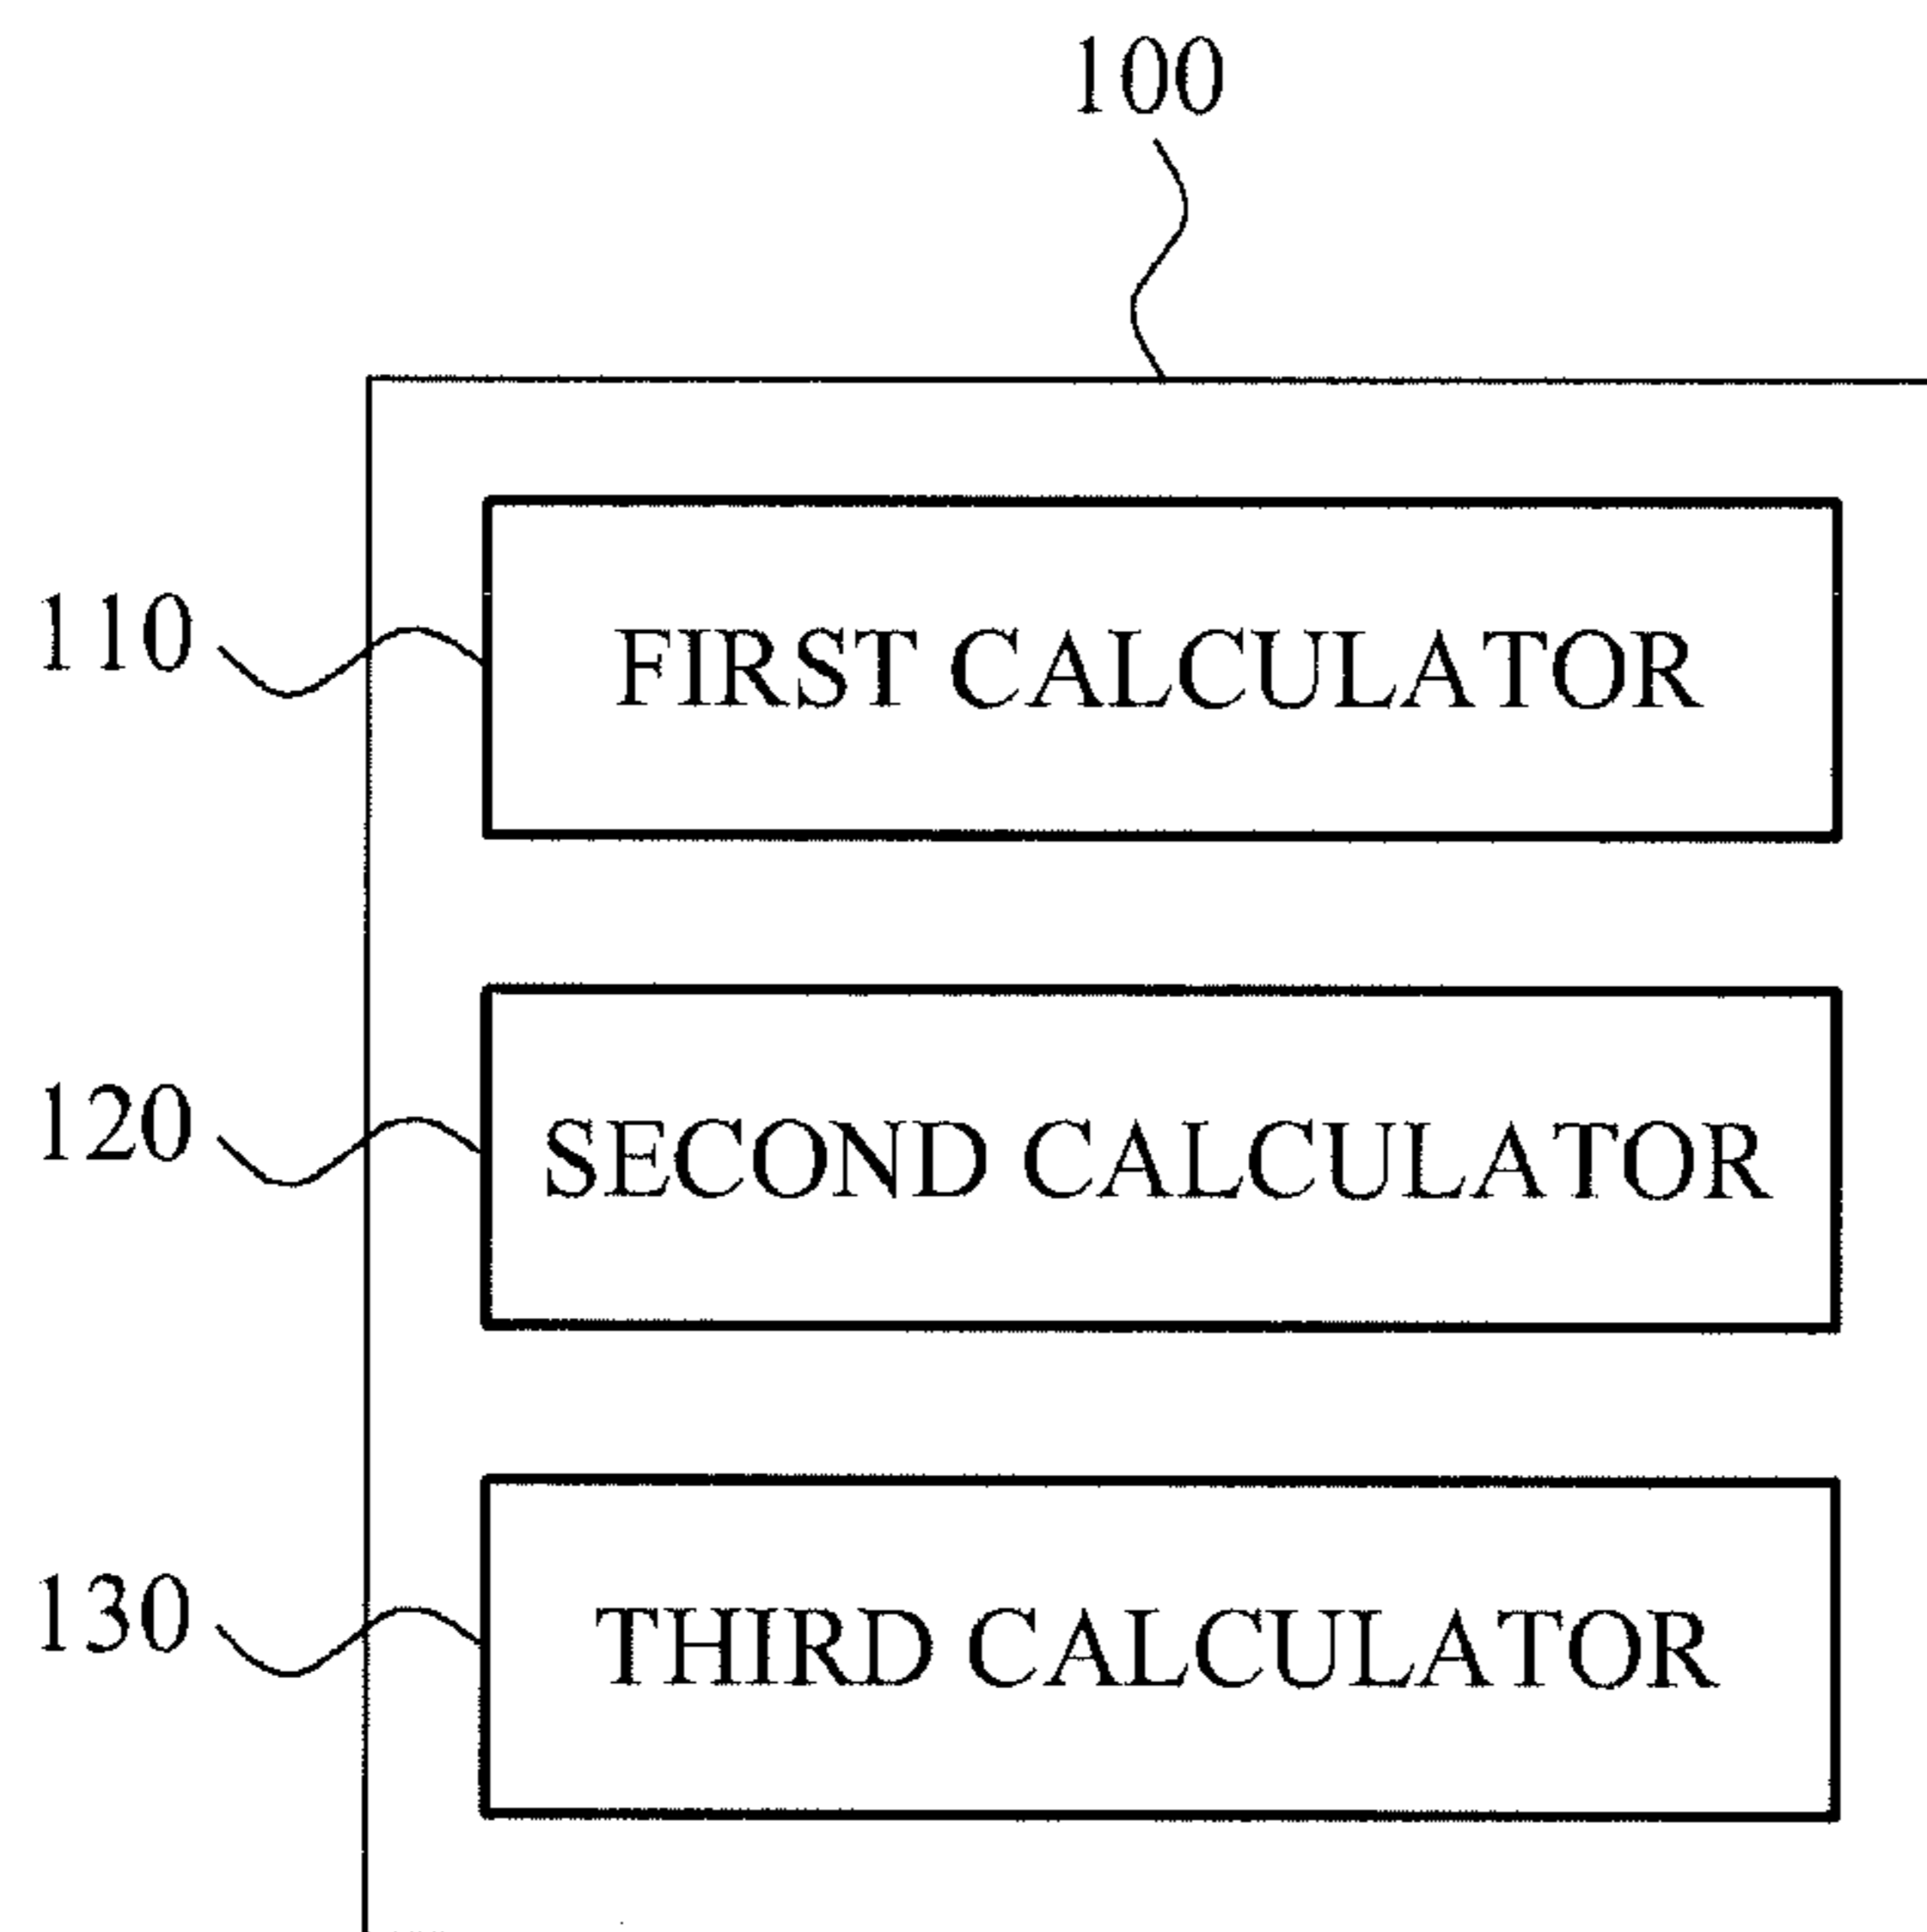 100
110 FIRST CALCULATOR
120 SECOND CALCULATOR
130 THIRD CALCULATOR